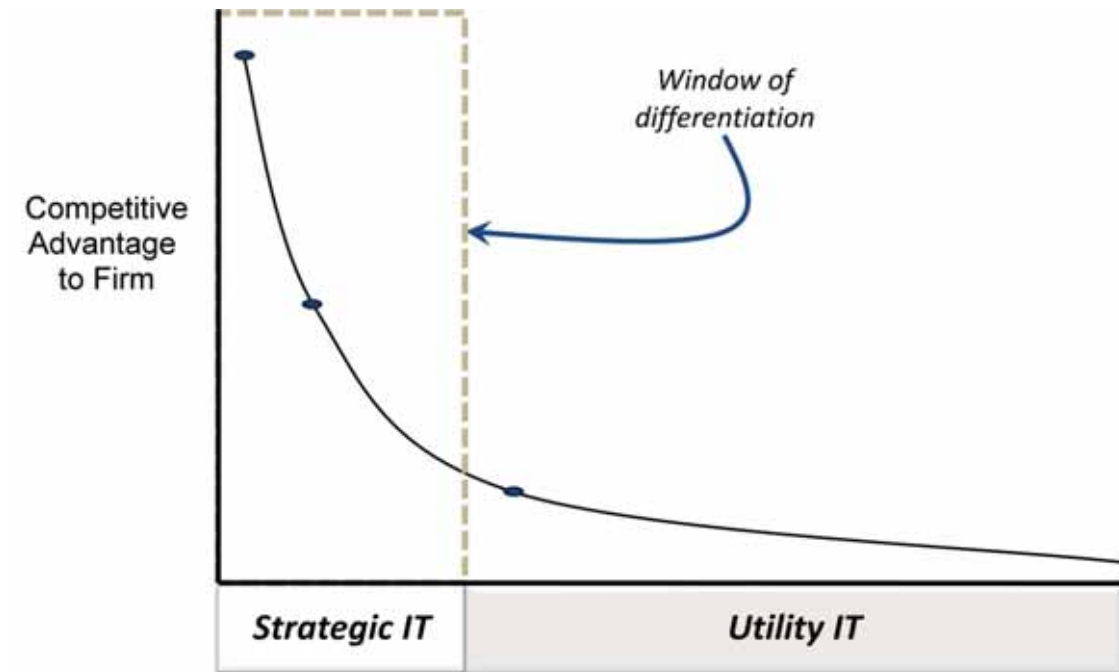 Window of
differentiation
Competitive
Advantage
to Firm
Strategic IT
Utility IT